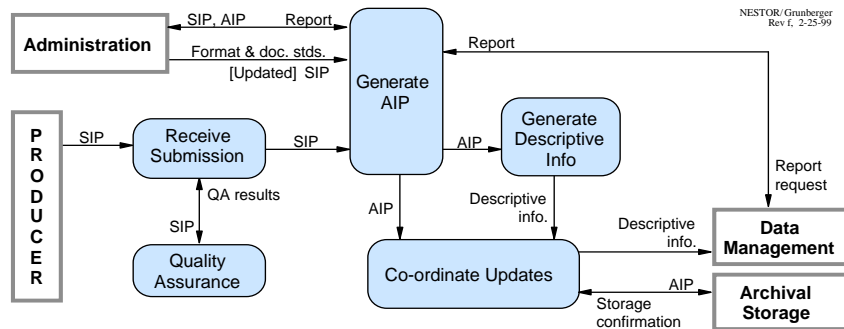 NESTOR/Grunberger
Rev f, 2-25-99
SIP, AIP Report
Administration
Format & doc. stds.
[Updated] SIP
Generate
AIP
Report
PRODUCER
SIP
Receive
Submission
SIP
AIP
Generate
Descriptive
Info
Report
request
QA results
SIP
AIP
Descriptive
info.
Quality
Assurance
Co-ordinate Updates
Descriptive
info.
Data
Management
AIP
Storage
confirmation
Archival
Storage